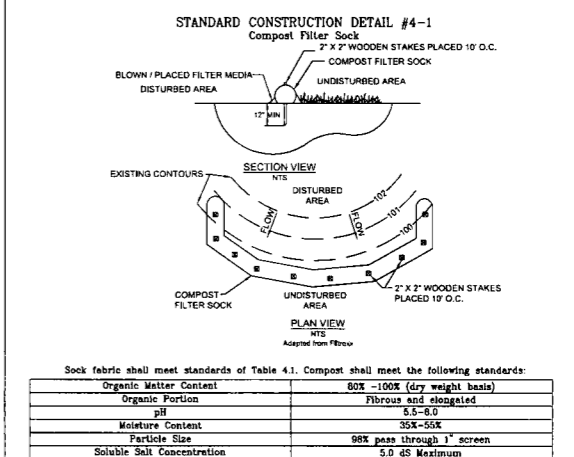 STANDARD CONSTRUCTION DETAIL #4-1
Compost Filter Sock
2" X 2" WOODEN STAKES PLACED 10' O.C.
COMPOST FILTER SOCK
BLOWN / PLACED FILTER MEDIA
UNDISTURBED AREA
DISTURBED AREA
12" MIN
SECTION VIEW
NTS
EXISTING CONTOURS
DISTURBED
AREA
102
101
100
FLOW
FLOW
2" X 2" WOODEN STAKES
PLACED 10' O.C.
COMPOST
FILTER SOCK
UNDISTURBED
AREA
PLAN VIEW
NTS
Adapted from Filtrexx
Sock fabric shall meet standards of Table 4.1. Compost shall meet the following standards:
Organic Matter Content 80% -100% (dry weight basis)
Organic Portion Fibrous and elongated
pH 5.5-8.0
Moisture Content 35%-55%
Particle Size 98% pass through 1" screen
Soluble Salt Concentration 5.0 dS Maximum